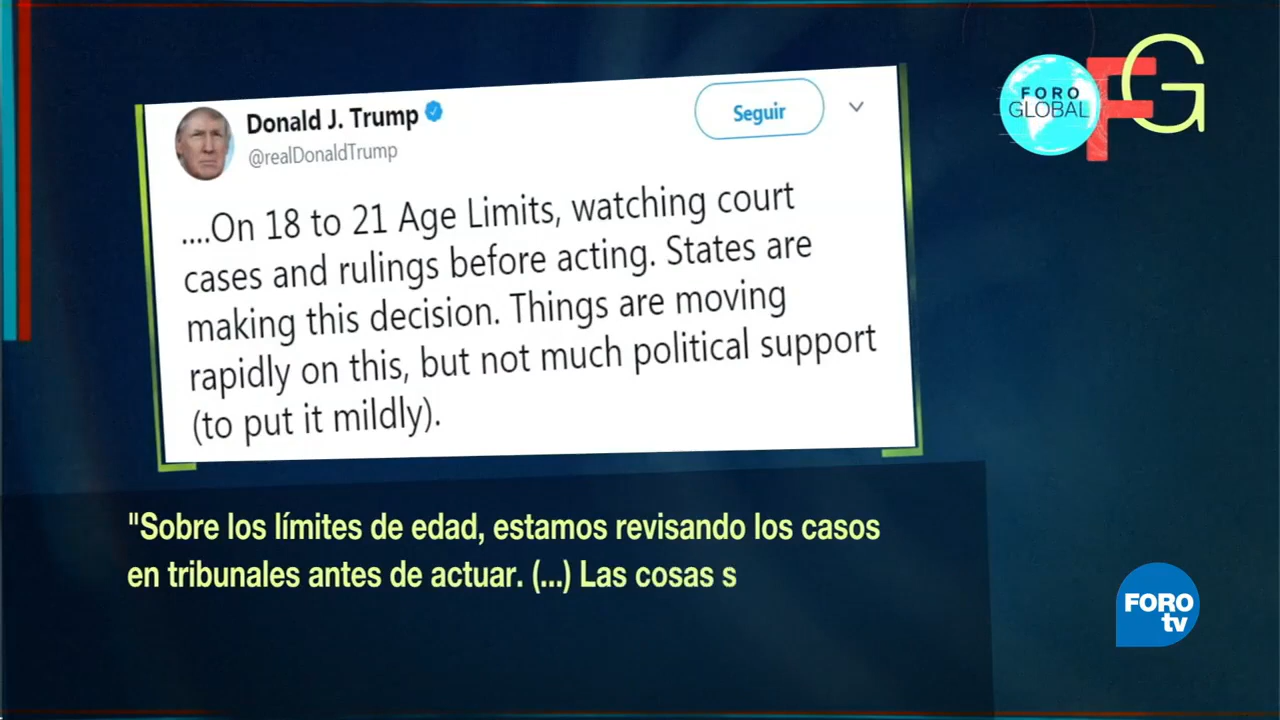 Donald J. Trump
@realDonaldTrump
Seguir
....On 18 to 21 Age Limits, watching court
cases and rulings before acting. States are
making this decision. Things are moving
rapidly on this, but not much political support
(to put it mildly).
"Sobre los límites de edad, estamos revisando los casos
en tribunales antes de actuar. (...) Las cosas s
FORO
GLOBAL
FG
FORO
tv